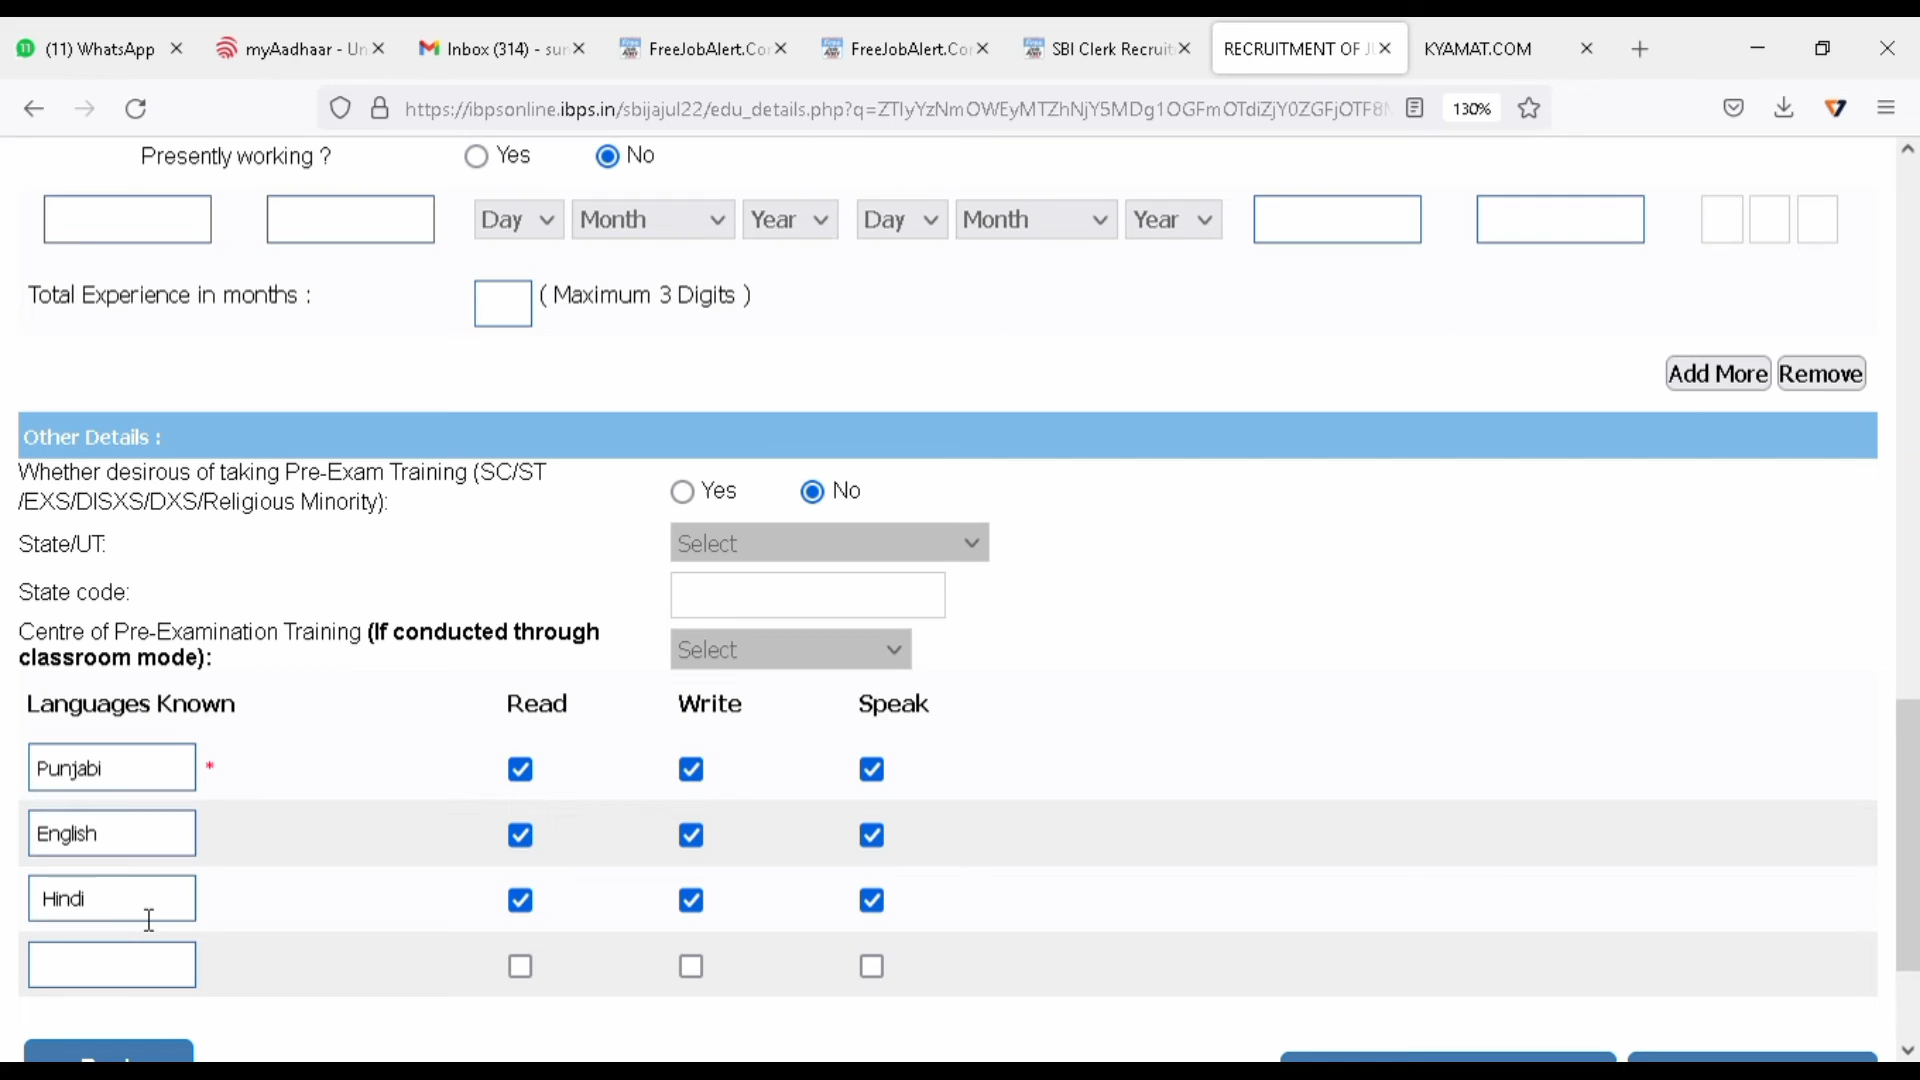 (11) WhatsApp
myAadhaar - Un
Inbox (314) - su
FreeJobAlert.Co
FreeJobAlert.Co
SBI Clerk Recruit
RECRUITMENT OF J
KYAMAT.COM
https://ibpsonline.ibps.in/sbijajul22/edu_details.php?q=ZTIyYzNmOWEyMTZhNjY5MDg1OGFmOTdiZjY0ZGFjOTF8
130%
Presently working ? Yes No
Day Month Year Day Month Year
Total Experience in months : ( Maximum 3 Digits )
Add More Remove
Other Details :
Whether desirous of taking Pre-Exam Training (SC/ST
/EXS/DISXS/DXS/Religious Minority):
Yes No
State/UT: Select
State code:
Centre of Pre-Examination Training (If conducted through
classroom mode):
Select
Languages Known Read Write Speak
Punjabi *
English
Hindi